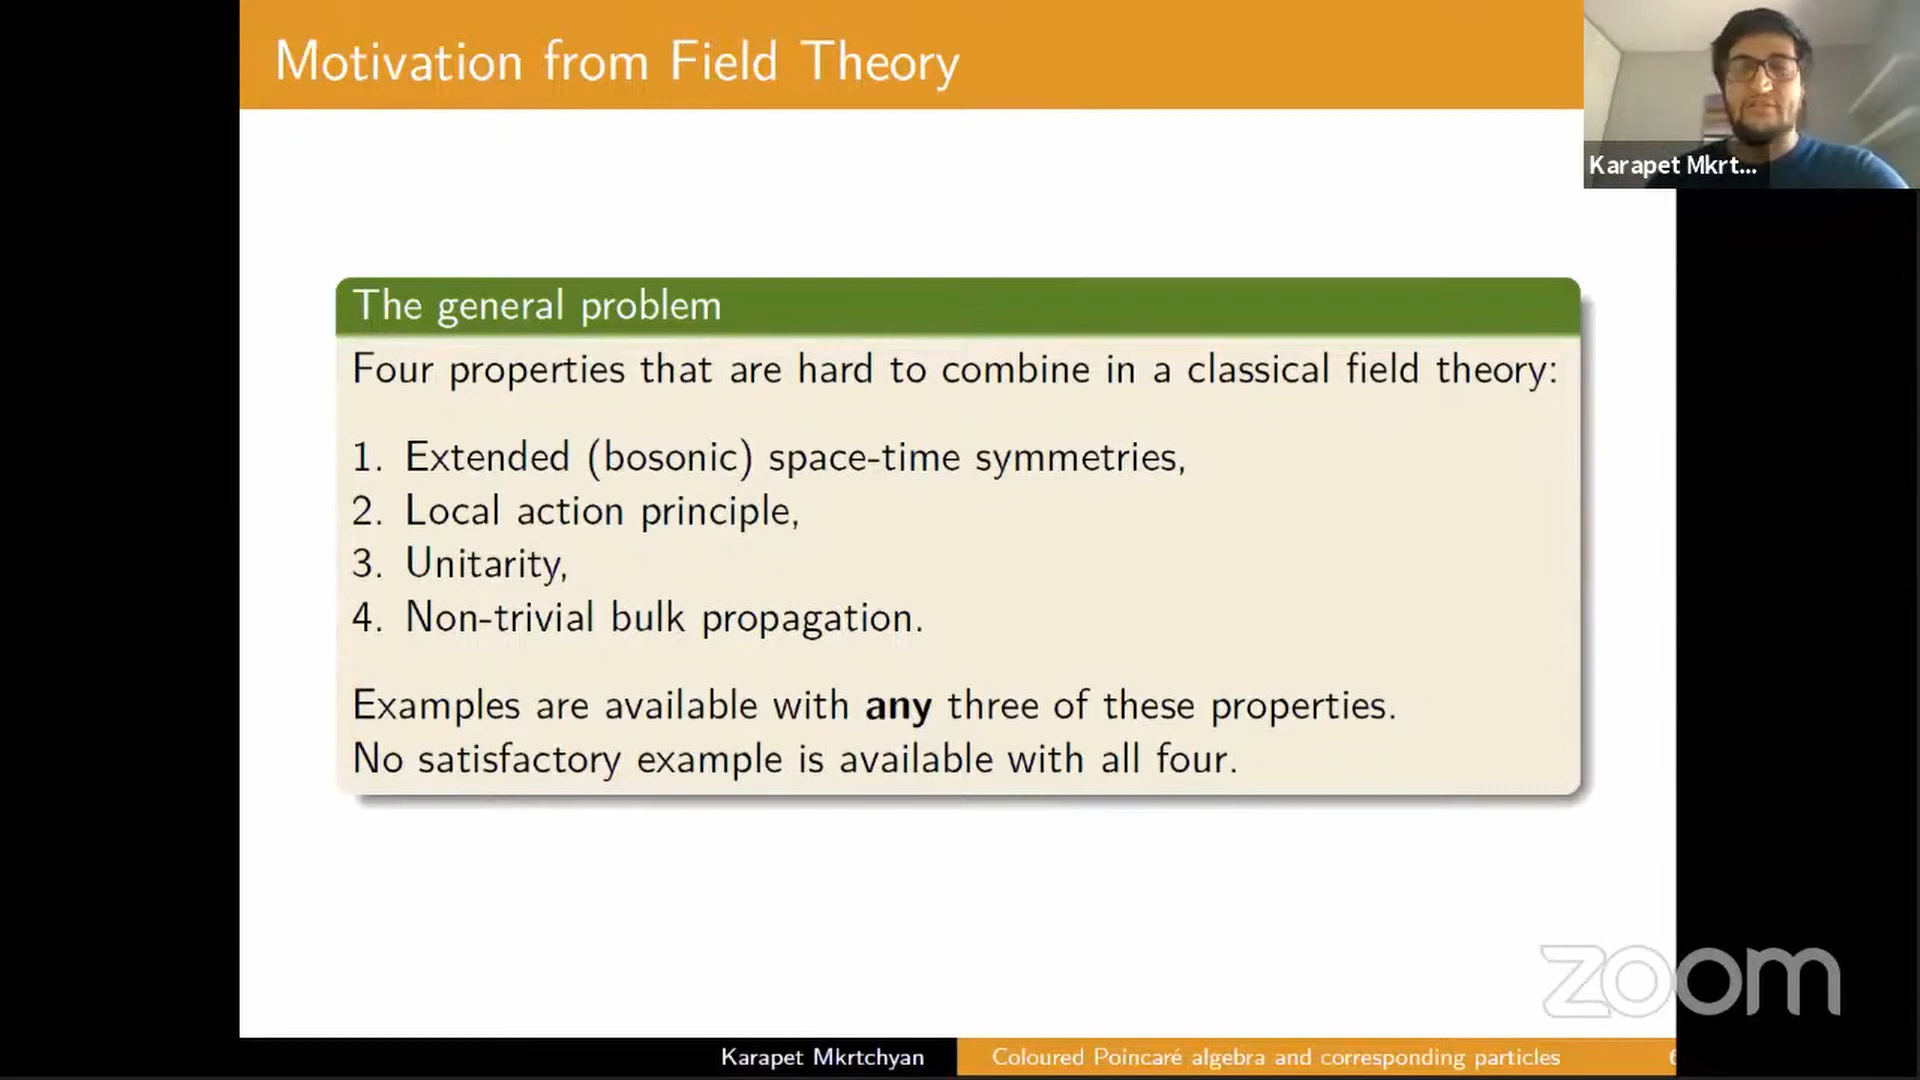 Motivation from Field Theory
Karapet Mkrt...
The general problem
Four properties that are hard to combine in a classical field theory:
1. Extended (bosonic) space-time symmetries,
2. Local action principle,
3. Unitarity,
4. Non-trivial bulk propagation.
Examples are available with any three of these properties.
No satisfactory example is available with all four.
zoom
Karapet Mkrtchyan
Coloured Poincaré algebra and corresponding particles